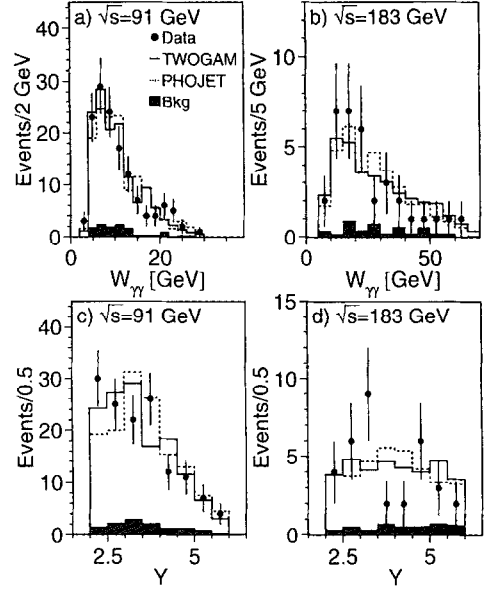 a) √s=91 GeV
Data
TWOGAM
PHOJET
Bkg
Events/2 GeV
40
30
20
10
0
0
20
Wγγ [GeV]
b) √s=183 GeV
Events/5 GeV
10
5
0
0
50
Wγγ [GeV]
c) √s=91 GeV
Events/0.5
40
30
20
10
0
2.5
5
Y
d) √s=183 GeV
Events/0.5
15
10
5
0
2.5
5
Y